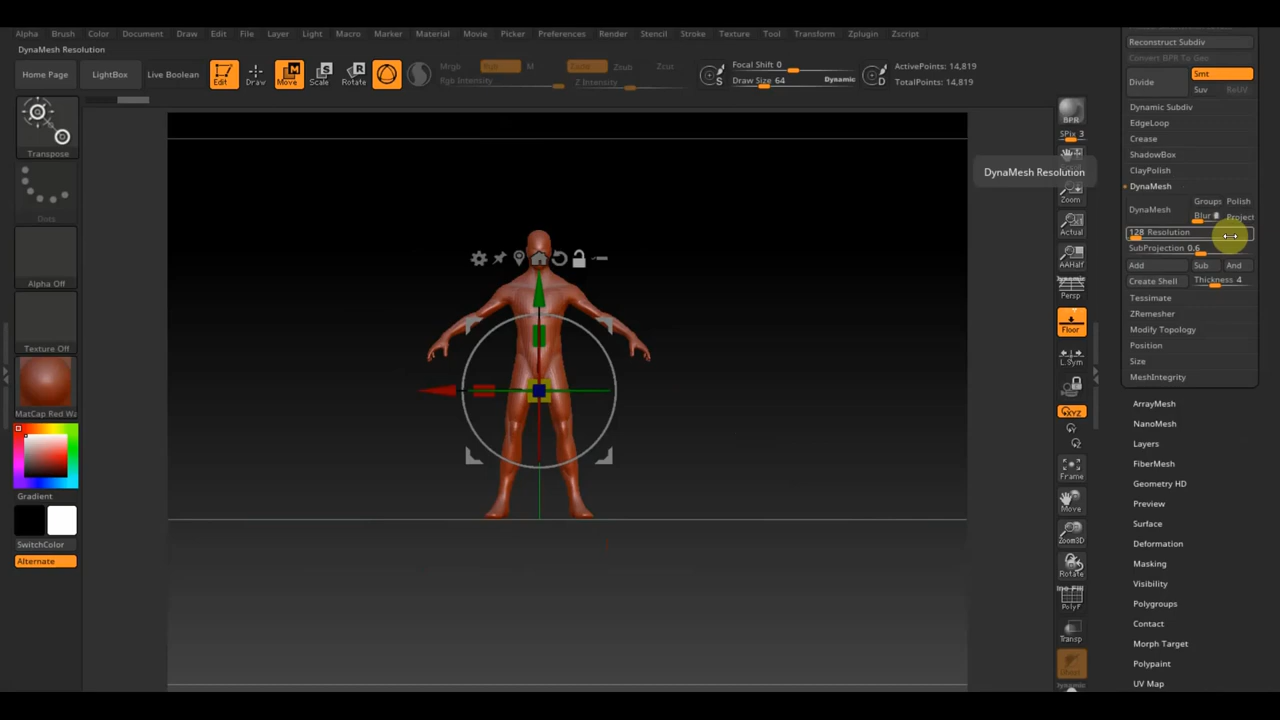 Alpha Brush Color Document Draw Edit File Layer Light Macro Marker Material Movie Picker Preferences Render Stencil Stroke Texture Tool Transform Zplugin Zscript
DynaMesh Resolution
Home Page
LightBox
Live Boolean
Edit
Draw
Move
Scale
Rotate
Mrgb
Rgb
M
Rgb Intensity
Zadd
Zsub
Zcut
Z Intensity
S
Focal Shift 0
Draw Size 64
Dynamic
D
ActivePoints: 14,819
TotalPoints: 14,819
Transpose
Dots
Alpha Off
Texture Off
MatCap Red Wa
Gradient
SwitchColor
Alternate
DynaMesh Resolution
BPR
SPix 3
Zoom
Actual
AAHalf
Dynamic
Persp
Floor
L.Sym
XYZ
Frame
Move
Zoom3D
Rotate
PolyF
Transp
Dynamic
Reconstruct Subdiv
Convert BPR To Geo
Divide
Smt
Suv
ReUV
Dynamic Subdiv
EdgeLoop
Crease
ShadowBox
ClayPolish
DynaMesh
DynaMesh
Groups
Polish
Blur
Project
128 Resolution
SubProjection 0.6
Add
Sub
And
Create Shell
Thickness 4
Tessimate
ZRemesher
Modify Topology
Position
Size
MeshIntegrity
ArrayMesh
NanoMesh
Layers
FiberMesh
Geometry HD
Preview
Surface
Deformation
Masking
Visibility
Polygroups
Contact
Morph Target
Polypaint
UV Map